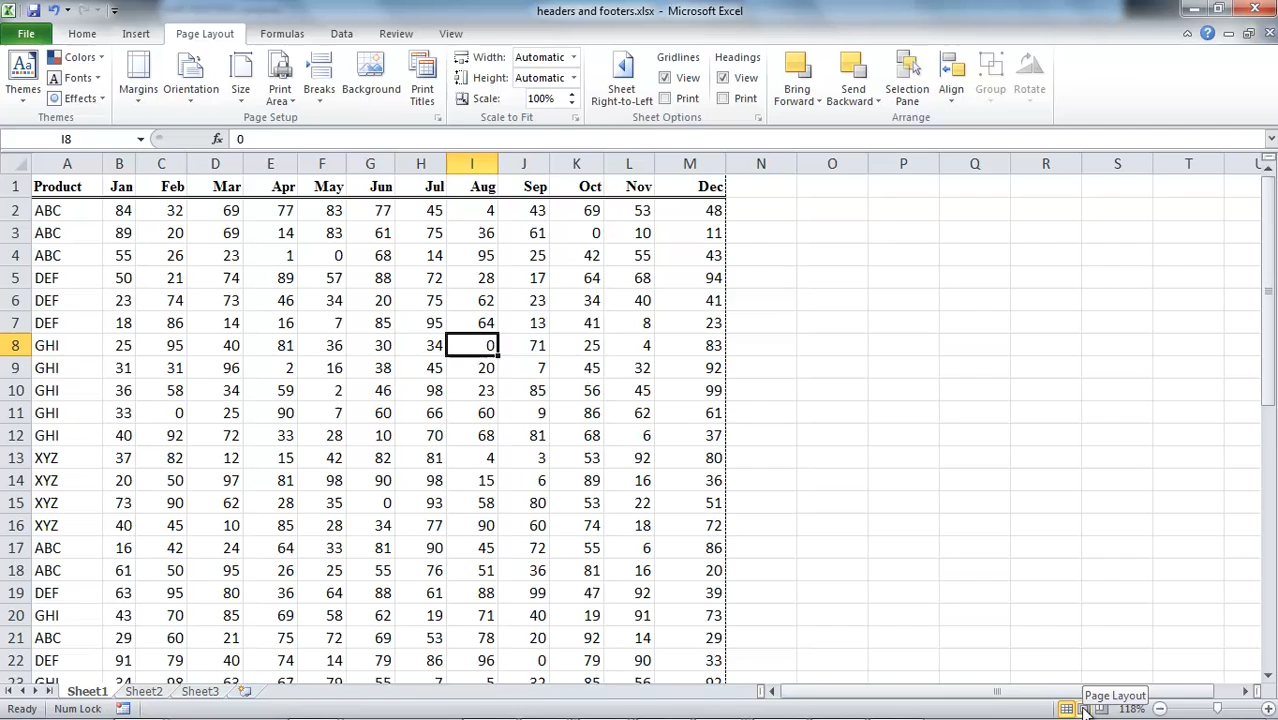 headers and footers.xlsx - Microsoft Excel
File Home Insert Page Layout Formulas Data Review View
Themes Colors Fonts Effects Themes
Margins Orientation Size Print Area Breaks Background Print Titles Page Setup
Width: Automatic Height: Automatic Scale: 100% Scale to Fit
Sheet Right-to-Left Gridlines View Print Headings View Print Sheet Options
Bring Forward Send Backward Selection Pane Align Group Rotate Arrange
I8 fx 0
A B C D E F G H I J K L M N O P Q R S T U
1 Product Jan Feb Mar Apr May Jun Jul Aug Sep Oct Nov Dec
2 ABC 84 32 69 77 83 77 45 4 43 69 53 48
3 ABC 89 20 69 14 83 61 75 36 61 0 10 11
4 ABC 55 26 23 1 0 68 14 95 25 42 55 43
5 DEF 50 21 74 89 57 88 72 28 17 64 68 94
6 DEF 23 74 73 46 34 20 75 62 23 34 40 41
7 DEF 18 86 14 16 7 85 95 64 13 41 8 23
8 GHI 25 95 40 81 36 30 34 0 71 25 4 83
9 GHI 31 31 96 2 16 38 45 20 7 45 32 92
10 GHI 36 58 34 59 2 46 98 23 85 56 45 99
11 GHI 33 0 25 90 7 60 66 60 9 86 62 61
12 GHI 40 92 72 33 28 10 70 68 81 68 6 37
13 XYZ 37 82 12 15 42 82 81 4 3 53 92 80
14 XYZ 20 50 97 81 98 90 98 15 6 89 16 36
15 XYZ 73 90 62 28 35 0 93 58 80 53 22 51
16 XYZ 40 45 10 85 28 34 77 90 60 74 18 72
17 ABC 16 42 24 64 33 81 90 45 72 55 6 86
18 ABC 61 50 95 26 25 55 76 51 36 81 16 20
19 DEF 63 95 80 36 64 88 61 88 99 47 92 39
20 GHI 43 70 85 69 58 62 19 71 40 19 91 73
21 ABC 29 60 21 75 72 69 53 78 20 92 14 29
22 DEF 91 79 40 74 14 79 86 96 0 79 90 33
Sheet1 Sheet2 Sheet3
Page Layout
Ready Num Lock 118%